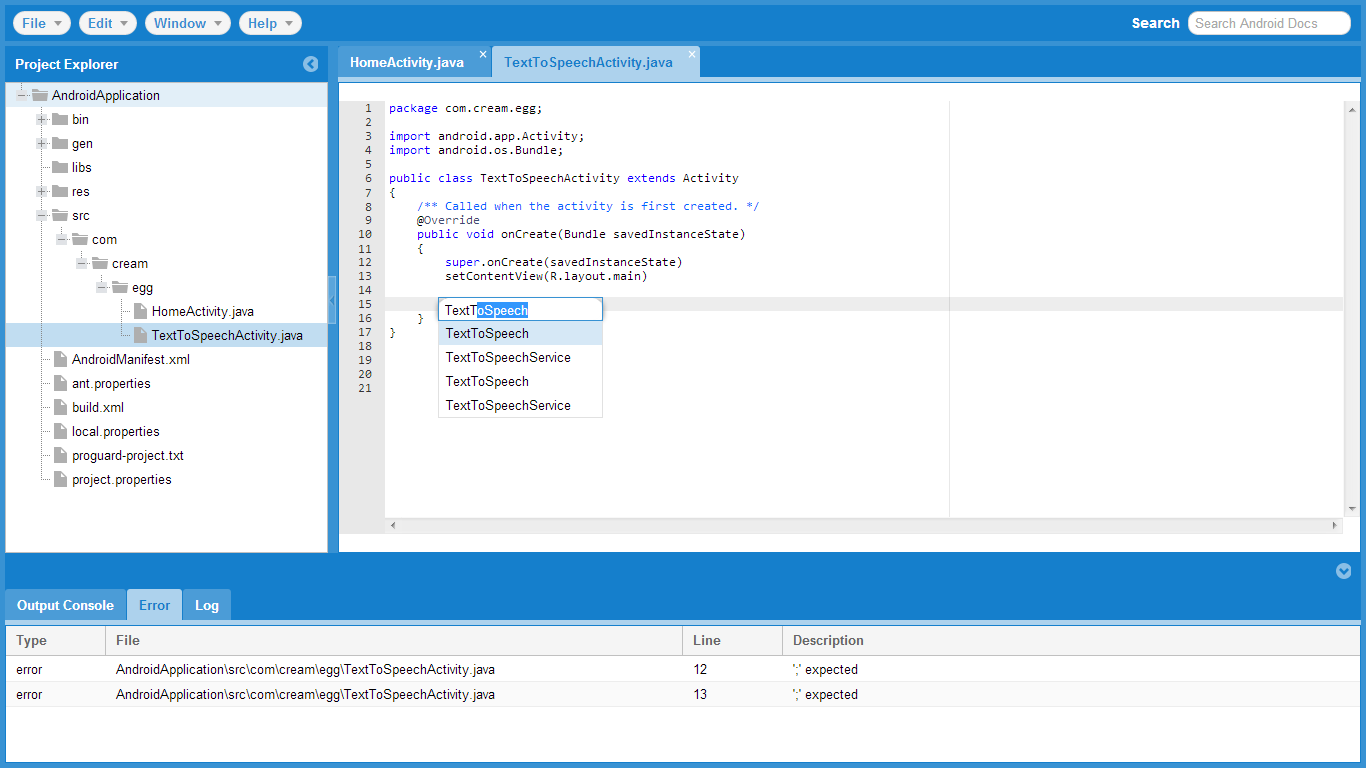 File Edit Window Help Search Search Android Docs
Project Explorer
AndroidApplication
bin
gen
libs
res
src
com
cream
egg
HomeActivity.java
TextToSpeechActivity.java
AndroidManifest.xml
ant.properties
build.xml
local.properties
proguard-project.txt
project.properties
HomeActivity.java × TextToSpeechActivity.java ×
1 package com.cream.egg;
2
3 import android.app.Activity;
4 import android.os.Bundle;
5
6 public class TextToSpeechActivity extends Activity
7 {
8 /** Called when the activity is first created. */
9 @Override
10 public void onCreate(Bundle savedInstanceState)
11 {
12 super.onCreate(savedInstanceState)
13 setContentView(R.layout.main)
14
15
16 }
17 }
18
19
20
21
TextToSpeech
TextToSpeech
TextToSpeechService
TextToSpeech
TextToSpeechService
Output Console Error Log
Type File Line Description
error AndroidApplication\src\com\cream\egg\TextToSpeechActivity.java 12 ';' expected
error AndroidApplication\src\com\cream\egg\TextToSpeechActivity.java 13 ';' expected